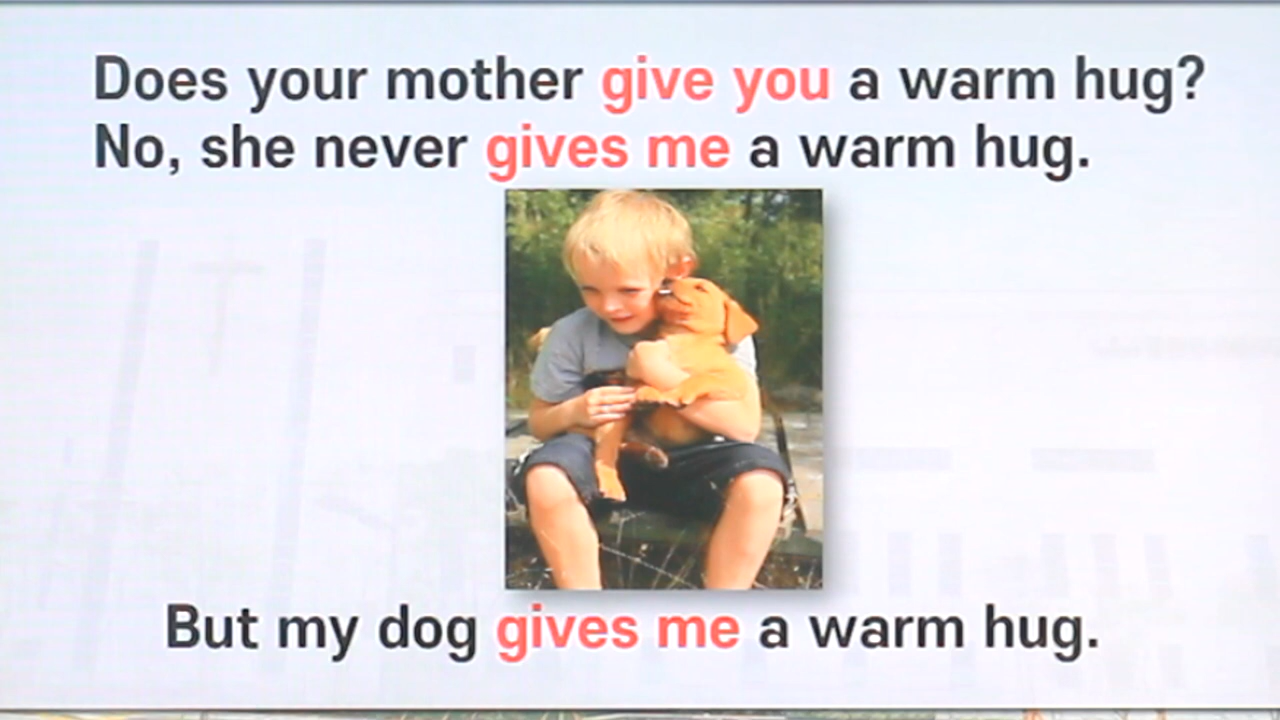 Does your mother give you a warm hug?
No, she never gives me a warm hug.
But my dog gives me a warm hug.